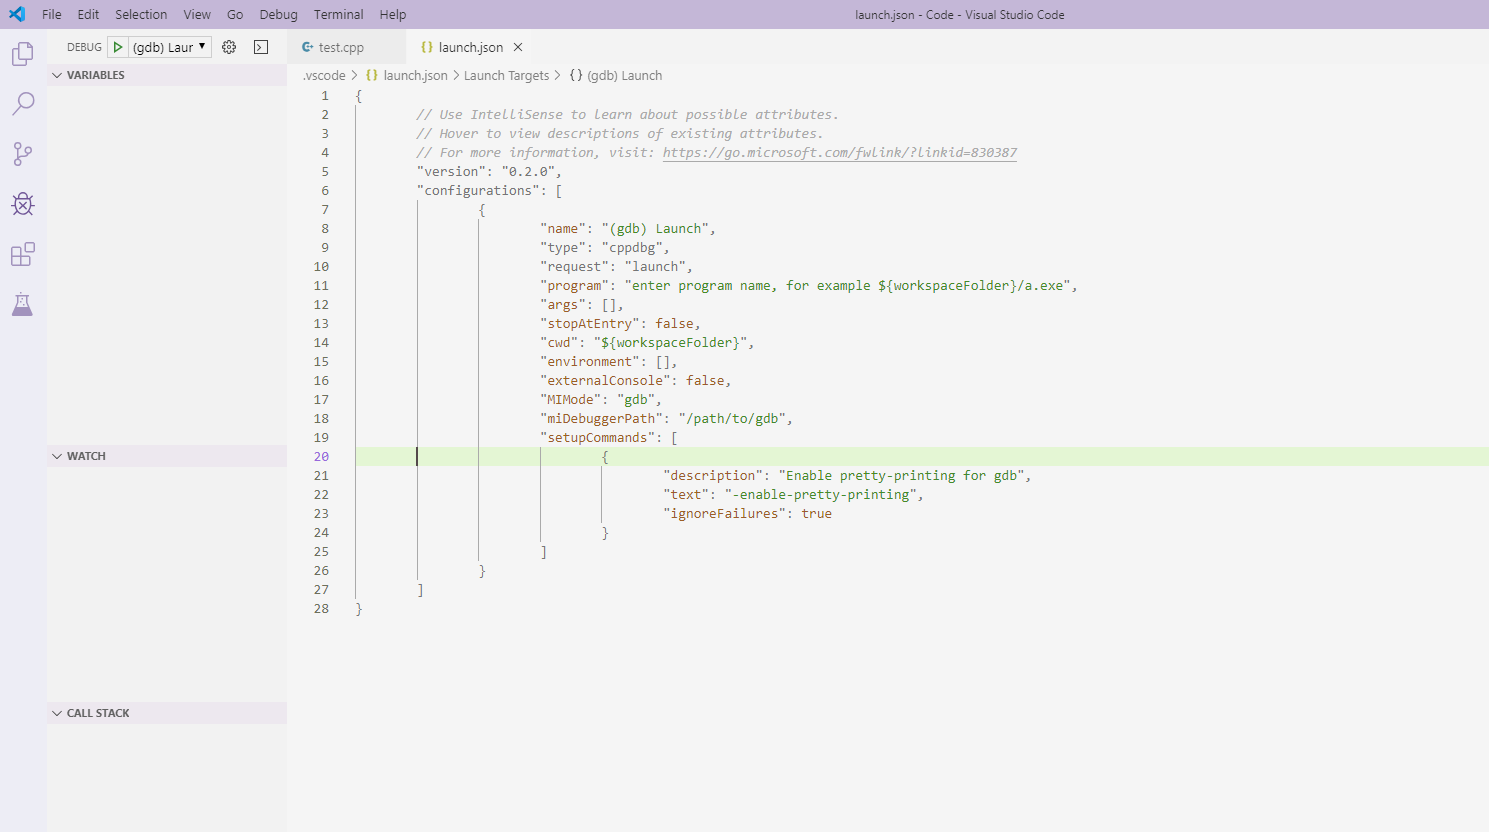 File Edit Selection View Go Debug Terminal Help
launch.json - Code - Visual Studio Code
DEBUG (gdb) Laur
test.cpp
launch.json
VARIABLES
.vscode > {} launch.json > Launch Targets > {} (gdb) Launch
1 {
2 // Use IntelliSense to learn about possible attributes.
3 // Hover to view descriptions of existing attributes.
4 // For more information, visit: https://go.microsoft.com/fwlink/?linkid=830387
5 "version": "0.2.0",
6 "configurations": [
7 {
8 "name": "(gdb) Launch",
9 "type": "cppdbg",
10 "request": "launch",
11 "program": "enter program name, for example ${workspaceFolder}/a.exe",
12 "args": [],
13 "stopAtEntry": false,
14 "cwd": "${workspaceFolder}",
15 "environment": [],
16 "externalConsole": false,
17 "MIMode": "gdb",
18 "miDebuggerPath": "/path/to/gdb",
19 "setupCommands": [
20 {
21 "description": "Enable pretty-printing for gdb",
22 "text": "-enable-pretty-printing",
23 "ignoreFailures": true
24 }
25 ]
26 }
27 ]
28 }
WATCH
CALL STACK